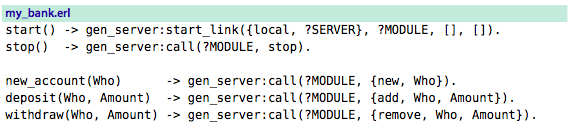 my_bank.erl
start() -> gen_server:start_link({local, ?SERVER}, ?MODULE, [], []).
stop()  -> gen_server:call(?MODULE, stop).

new_account(Who)      -> gen_server:call(?MODULE, {new, Who}).
deposit(Who, Amount)  -> gen_server:call(?MODULE, {add, Who, Amount}).
withdraw(Who, Amount) -> gen_server:call(?MODULE, {remove, Who, Amount}).